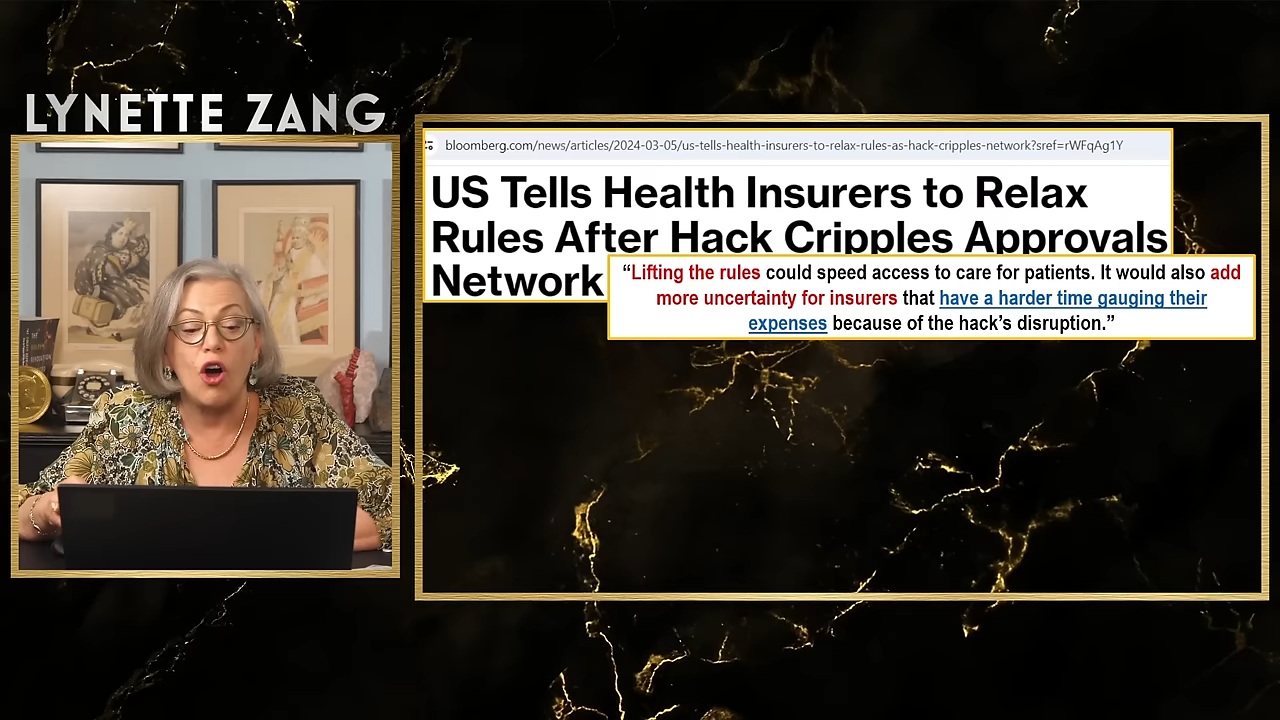 LYNETTE ZANG
bloomberg.com/news/articles/2024-03-05/us-tells-health-insurers-to-relax-rules-as-hack-cripples-network?sref=rWFqAg1Y
US Tells Health Insurers to Relax
Rules After Hack Cripples Approvals
Network
“Lifting the rules could speed access to care for patients. It would also add
more uncertainty for insurers that have a harder time gauging their
expenses because of the hack’s disruption.”